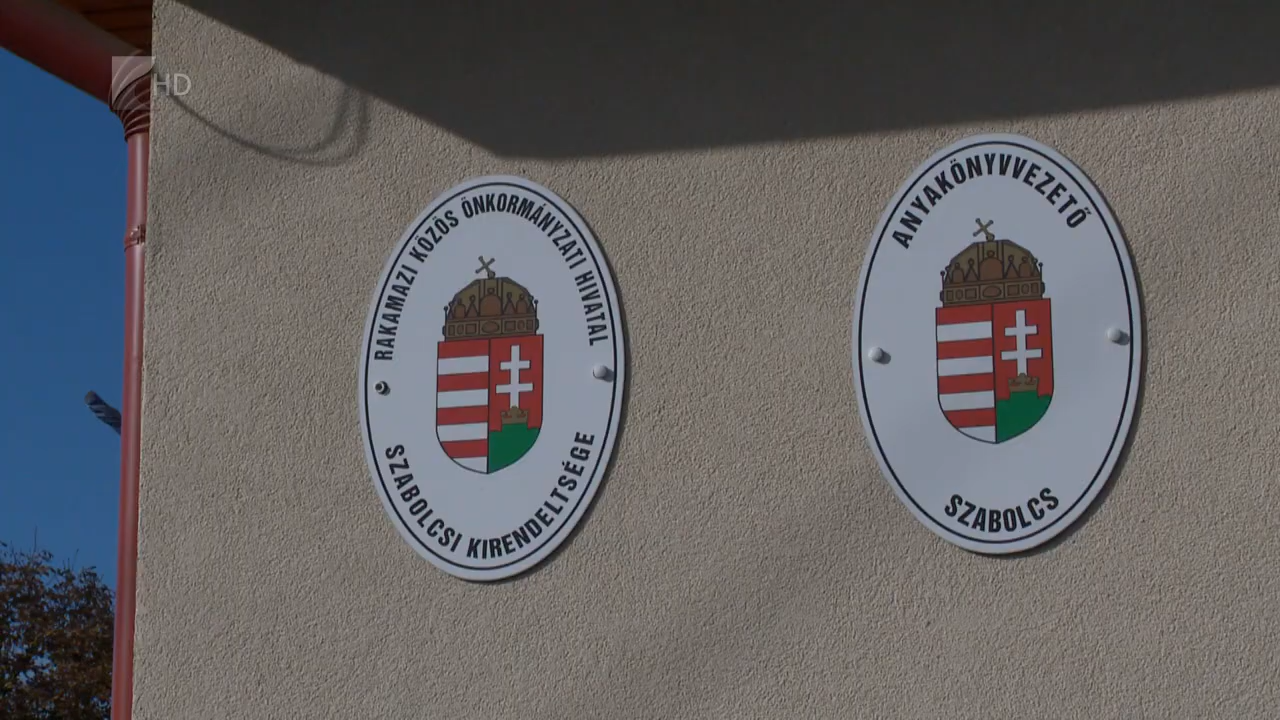 HD
RAKAMAZI KÖZÖS ÖNKORMÁNYZATI HIVATAL
SZABOLCSI KIRENDELTSÉGE
ANYAKÖNYVVEZETŐ
SZABOLCS